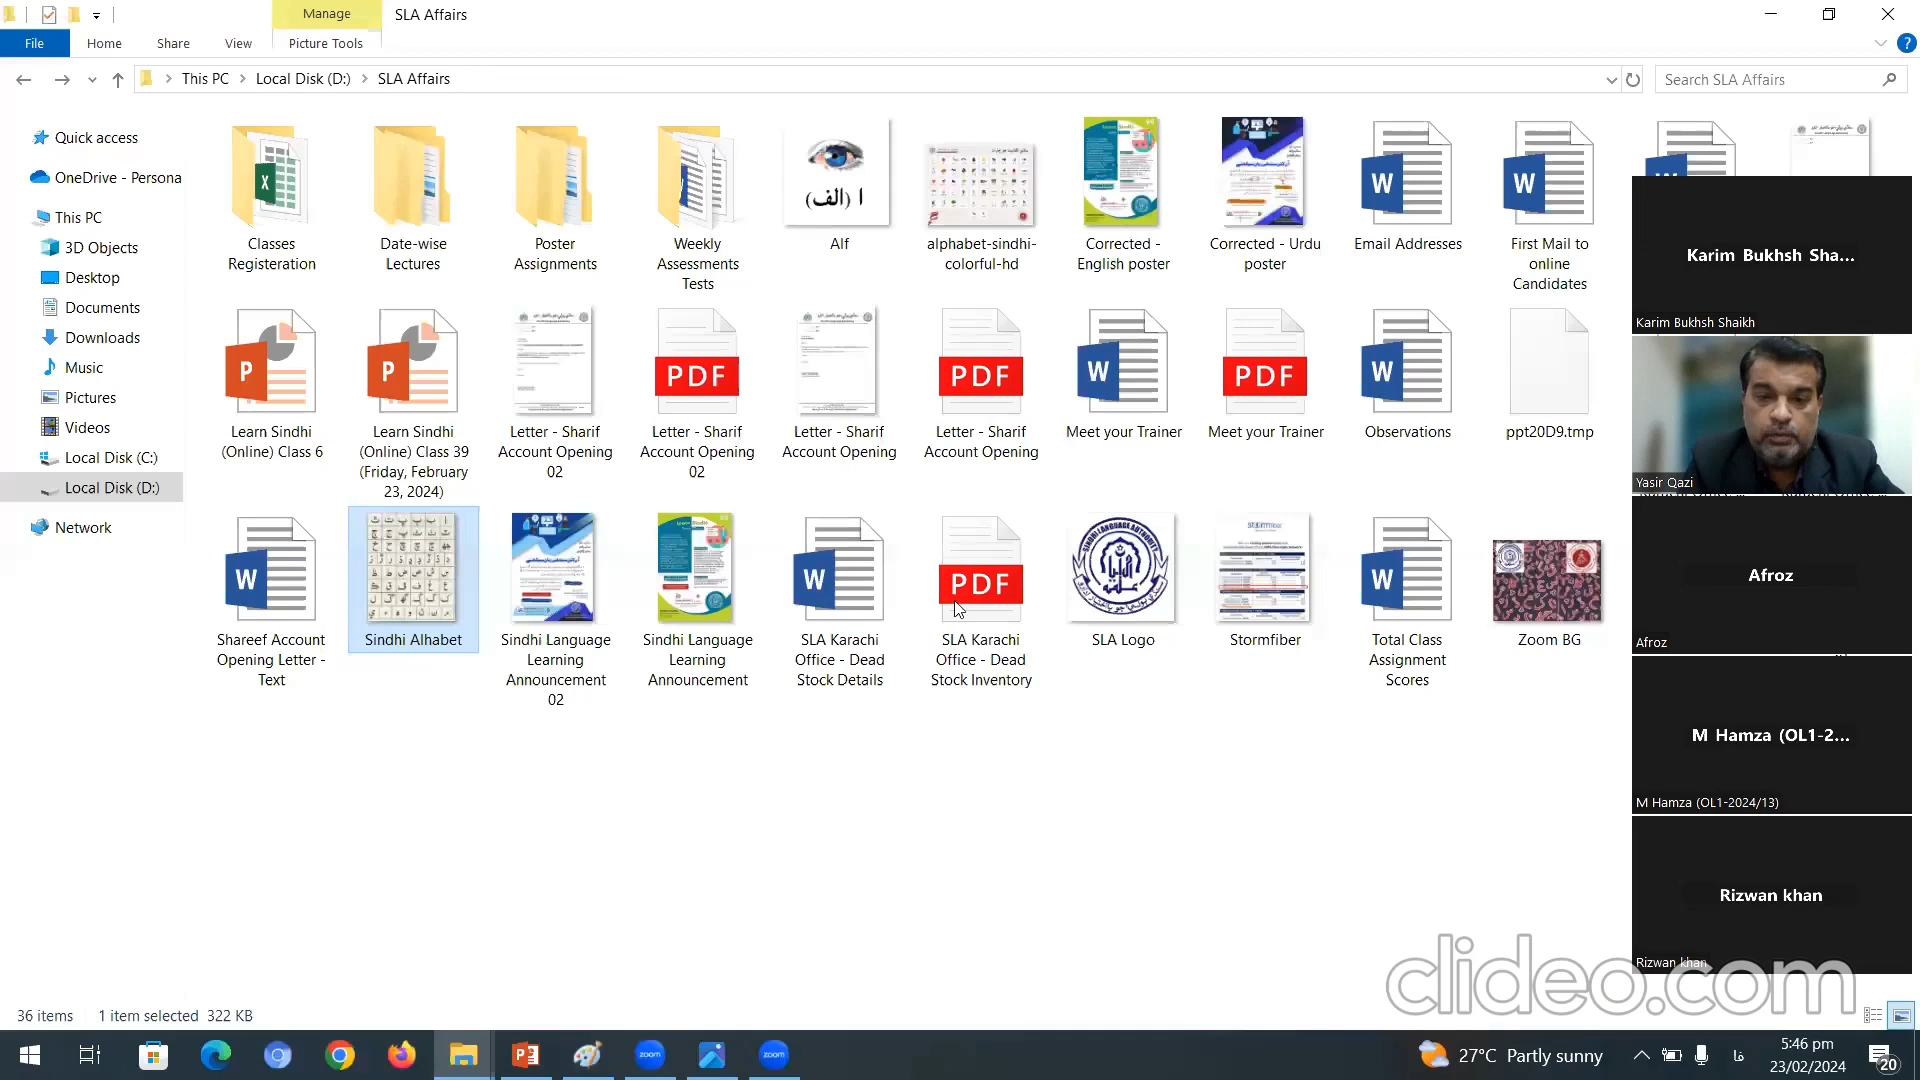 Manage
SLA Affairs
File
Home
Share
View
Picture Tools
This PC
Local Disk (D:)
SLA Affairs
Search SLA Affairs
Quick access
OneDrive - Persona
This PC
3D Objects
Desktop
Documents
Downloads
Music
Pictures
Videos
Local Disk (C:)
Local Disk (D:)
Network
ا (الف)
Classes
Registeration
Date-wise
Lectures
Poster
Assignments
Weekly
Assessments
Tests
Alf
alphabet-sindhi-
colorful-hd
Corrected -
English poster
Corrected - Urdu
poster
Email Addresses
First Mail to
online
Candidates
Learn Sindhi
(Online) Class 6
Learn Sindhi
(Online) Class 39
(Friday, February
23, 2024)
Letter - Sharif
Account Opening
02
PDF
Letter - Sharif
Account Opening
02
Letter - Sharif
Account Opening
PDF
Letter - Sharif
Account Opening
Meet your Trainer
PDF
Meet your Trainer
Observations
ppt20D9.tmp
Shareef Account
Opening Letter -
Text
Sindhi Alhabet
Sindhi Language
Learning
Announcement
02
Sindhi Language
Learning
Announcement
SLA Karachi
Office - Dead
Stock Details
PDF
SLA Karachi
Office - Dead
Stock Inventory
SINDHI LANGUAGE AUTHORITY
SLA Logo
Stormfiber
Total Class
Assignment
Scores
Zoom BG
Karim Bukhsh Sha...
Karim Bukhsh Shaikh
Yasir Qazi
Afroz
Afroz
M Hamza (OL1-2...
M Hamza (OL1-2024/13)
Rizwan khan
Rizwan khan
clideo.com
36 items
1 item selected 322 KB
zoom
zoom
27°C Partly sunny
فا
5:46 pm
23/02/2024
20